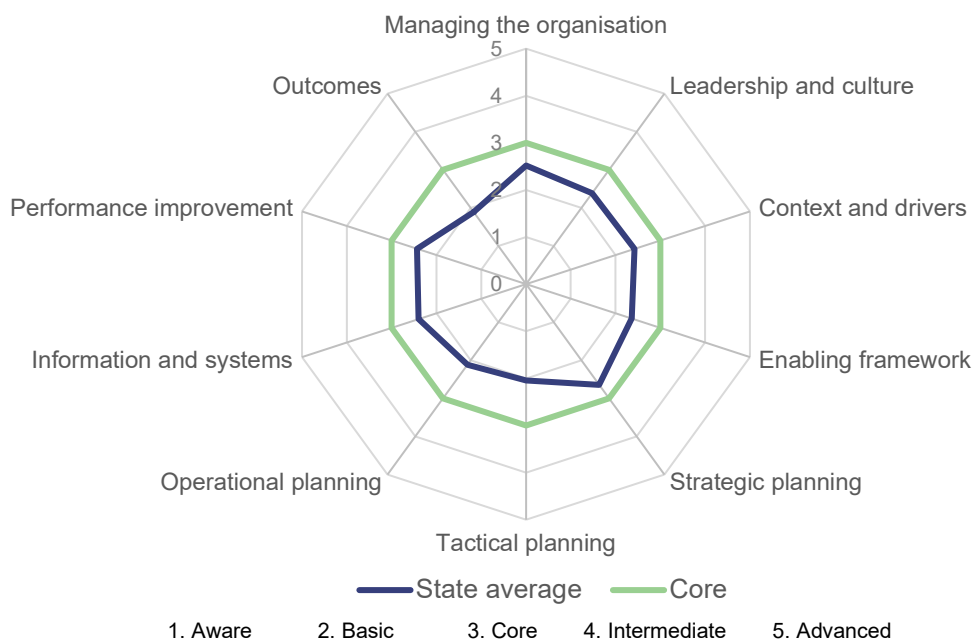 Managing the organisation
5
Outcomes
Leadership and culture
4
3
Performance improvement
Context and drivers
2
1
0
Information and systems
Enabling framework
Operational planning
Strategic planning
Tactical planning
State average Core
1. Aware 2. Basic 3. Core 4. Intermediate 5. Advanced